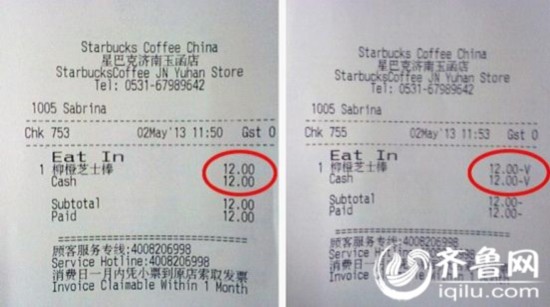 Starbucks Coffee China
星巴克济南玉函店
StarbucksCoffee JN Yuhan Store
Tel: 0531-67989642
1005 Sabrina
Chk 753 02May'13 11:50 Gst 0
Eat In
1 柳橙芝士棒 12.00
Cash 12.00
Subtotal 12.00
Paid 12.00
顾客服务专线:4008206998
Service Hotline:4008206998
消费日一月内凭小票到原店索取发票
Invoice Claimable Within 1 Month
Starbucks Coffee China
星巴克济南玉函店
StarbucksCoffee JN Yuhan Store
Tel: 0531-67989642
1005 Sabrina
Chk 755 02May'13 11:53 Gst 0
Eat In
1 柳橙芝士棒 12.00-V
Cash 12.00-V
Subtotal 12.00-
Paid 12.00-
顾客服务专线:4008206998
Service Hotline:4008206998
消费日一月内凭小票到原店
Invoice Claimable Within
齐鲁网
iqilu.com